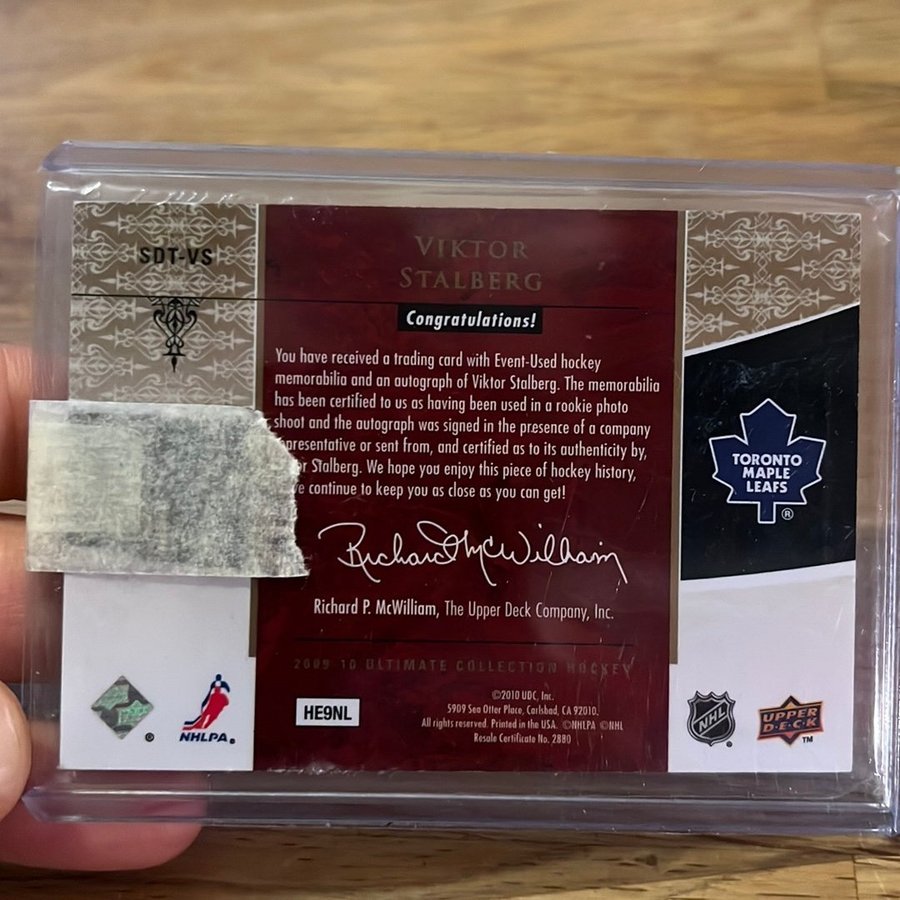 SDT-VS
VIKTOR
STALBERG
Congratulations!
You have received a trading card with Event-Used hockey
memorabilia and an autograph of Viktor Stalberg. The memorabilia
has been certified to us as having been used in a rookie photo
shoot and the autograph was signed in the presence of a company
representative or sent from, and certified as to its authenticity by,
Stalberg. We hope you enjoy this piece of hockey history,
continue to keep you as close as you can get!
Richard McWilliam
Richard P. McWilliam, The Upper Deck Company, Inc.
2009-10 ULTIMATE COLLECTION HOCKEY
HE9NL
©2010 UDC, Inc.
5909 Sea Otter Place, Carlsbad, CA 92010.
All rights reserved. Printed in the USA. ©NHLPA ©NHL
Resale Certificate No. 2880
NHLPA®
TORONTO
MAPLE
LEAFS
®
NHL
®
UPPER
D·E·C·K
™